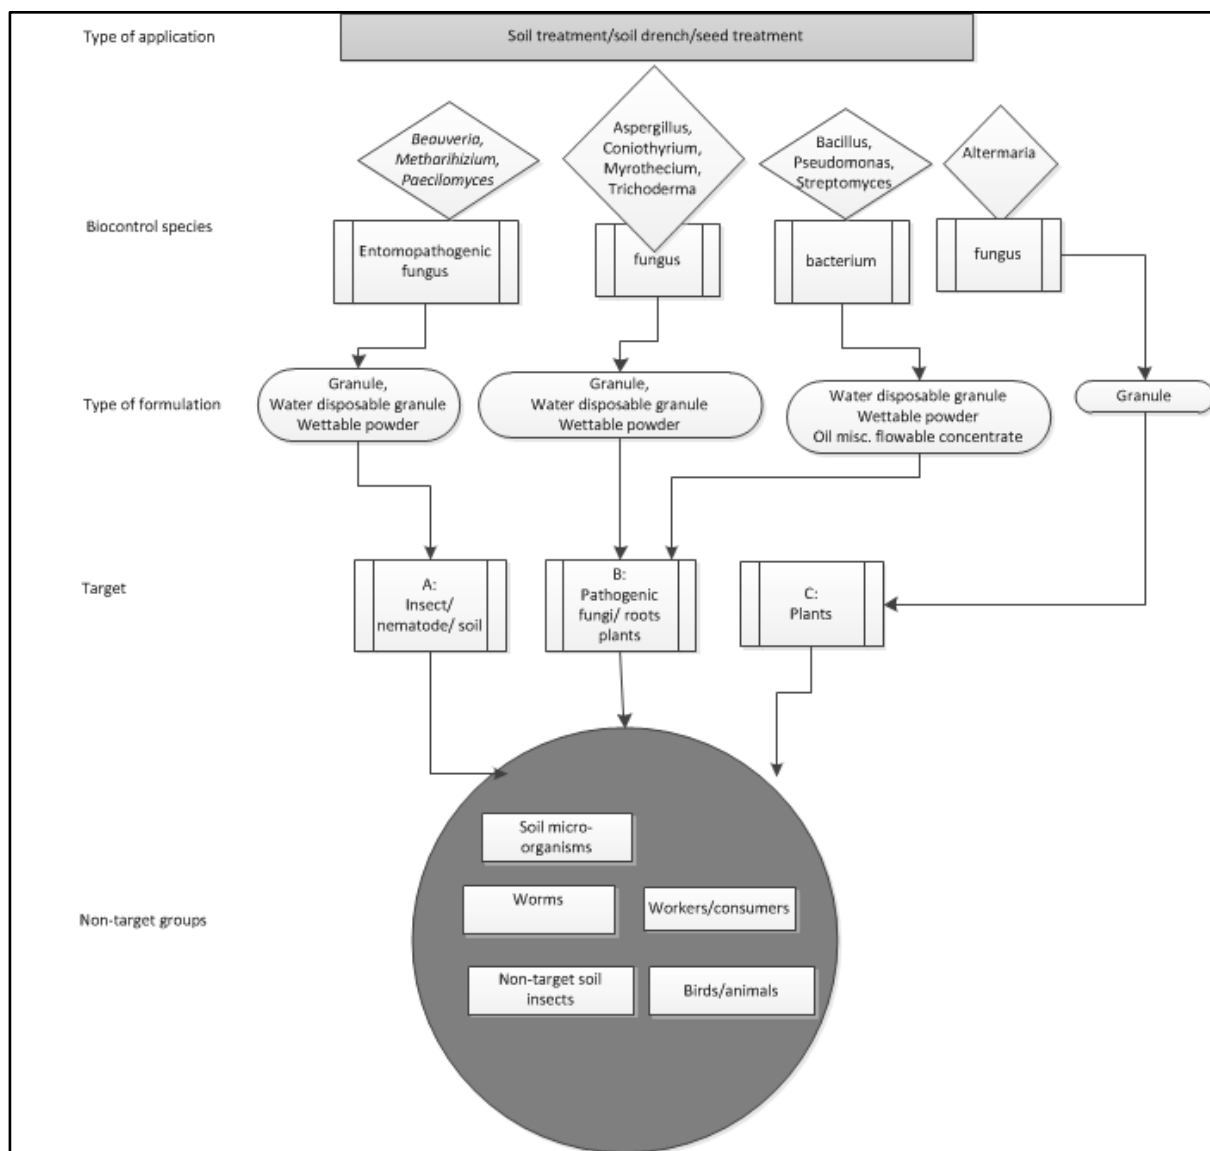 Type of application
Soil treatment/soil drench/seed treatment
Beauveria,
Metharihizium,
Paecilomyces
Aspergillus,
Coniothyrium,
Myrothecium,
Trichoderma
Bacillus,
Pseudomonas,
Streptomyces
Altermaria
Biocontrol species
Entomopathogenic
fungus
fungus
bacterium
fungus
Type of formulation
Granule,
Water disposable granule
Wettable powder
Granule,
Water disposable granule
Wettable powder
Water disposable granule
Wettable powder
Oil misc. flowable concentrate
Granule
Target
A:
Insect/
nematode/ soil
B:
Pathogenic
fungi/ roots
plants
C:
Plants
Non-target groups
Soil micro-
organisms
Worms
Workers/consumers
Non-target soil
insects
Birds/animals